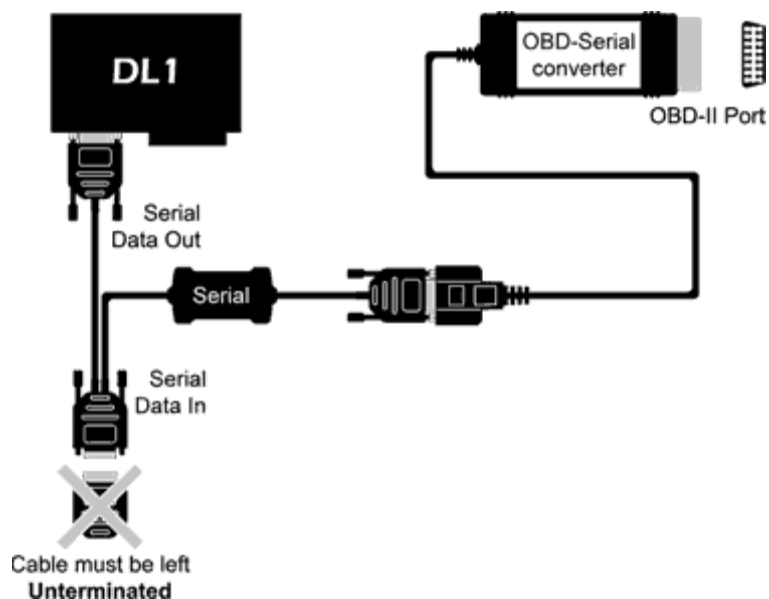 DL1
OBD-Serial
converter
OBD-II Port
Serial
Data Out
Serial
Serial
Data In
Cable must be left
Unterminated